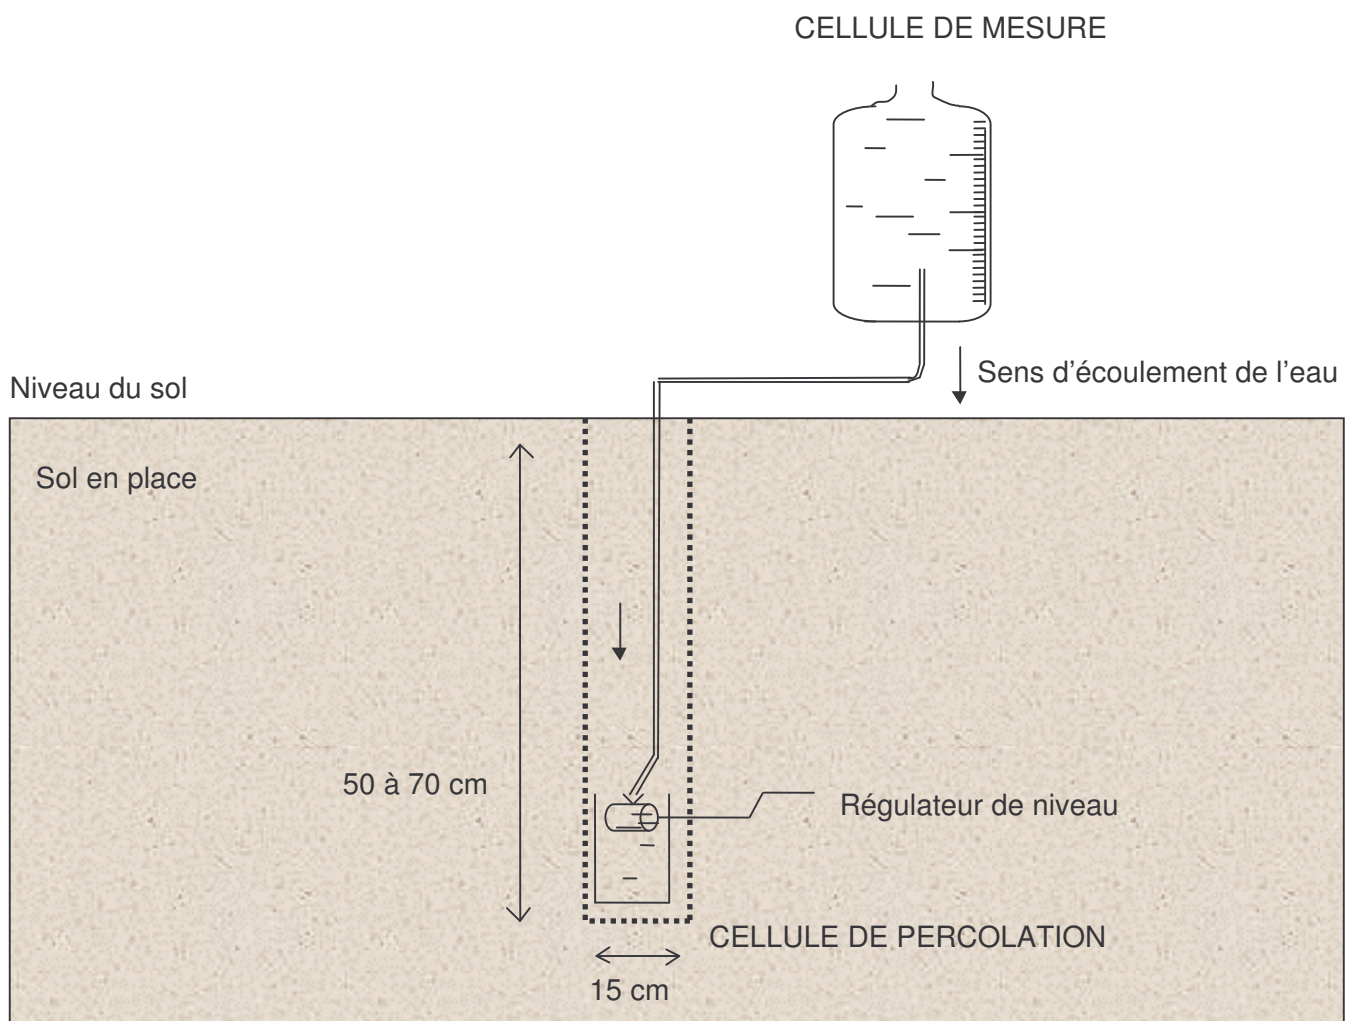 CELLULE DE MESURE
Niveau du sol
Sens d’écoulement de l’eau
Sol en place
50 à 70 cm
Régulateur de niveau
CELLULE DE PERCOLATION
15 cm